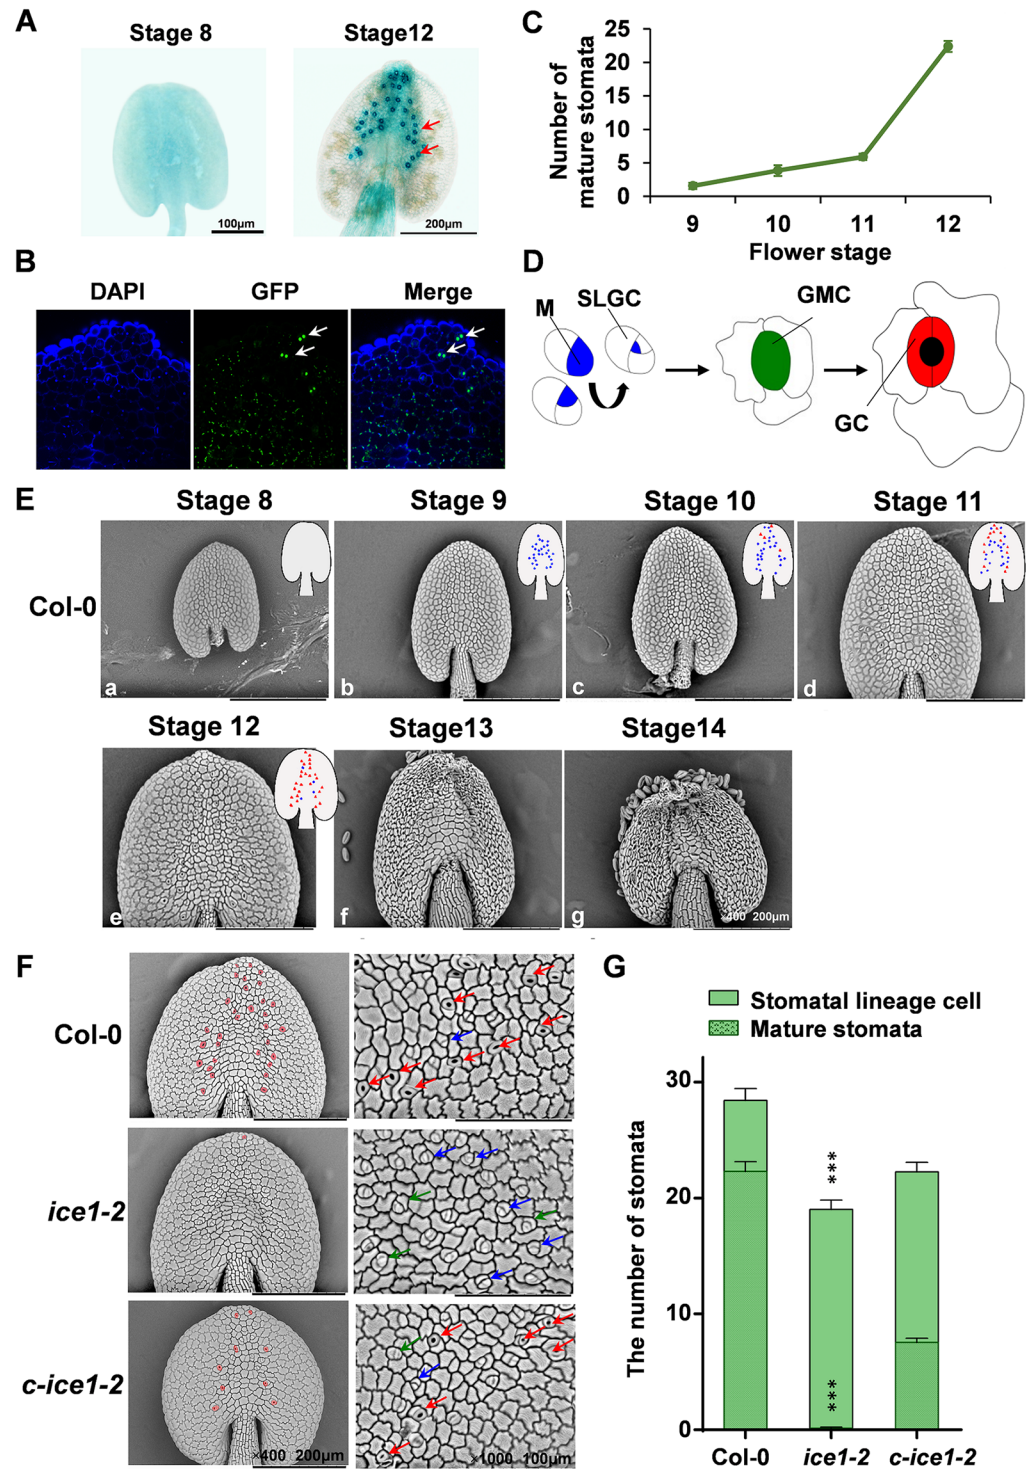 A
Stage 8
Stage12
100μm
200μm
B
DAPI
GFP
Merge
C
Number of
mature stomata
25
20
15
10
5
0
9
10
11
12
Flower stage
D
M
SLGC
GMC
GC
E
Stage 8
Stage 9
Stage 10
Stage 11
Col-0
a
b
c
d
Stage 12
Stage13
Stage14
e
f
g
×400 200μm
F
Col-0
ice1-2
c-ice1-2
×400 200μm
×1000 100μm
G
Stomatal lineage cell
Mature stomata
The number of stomata
30
20
10
0
***
***
Col-0
ice1-2
c-ice1-2